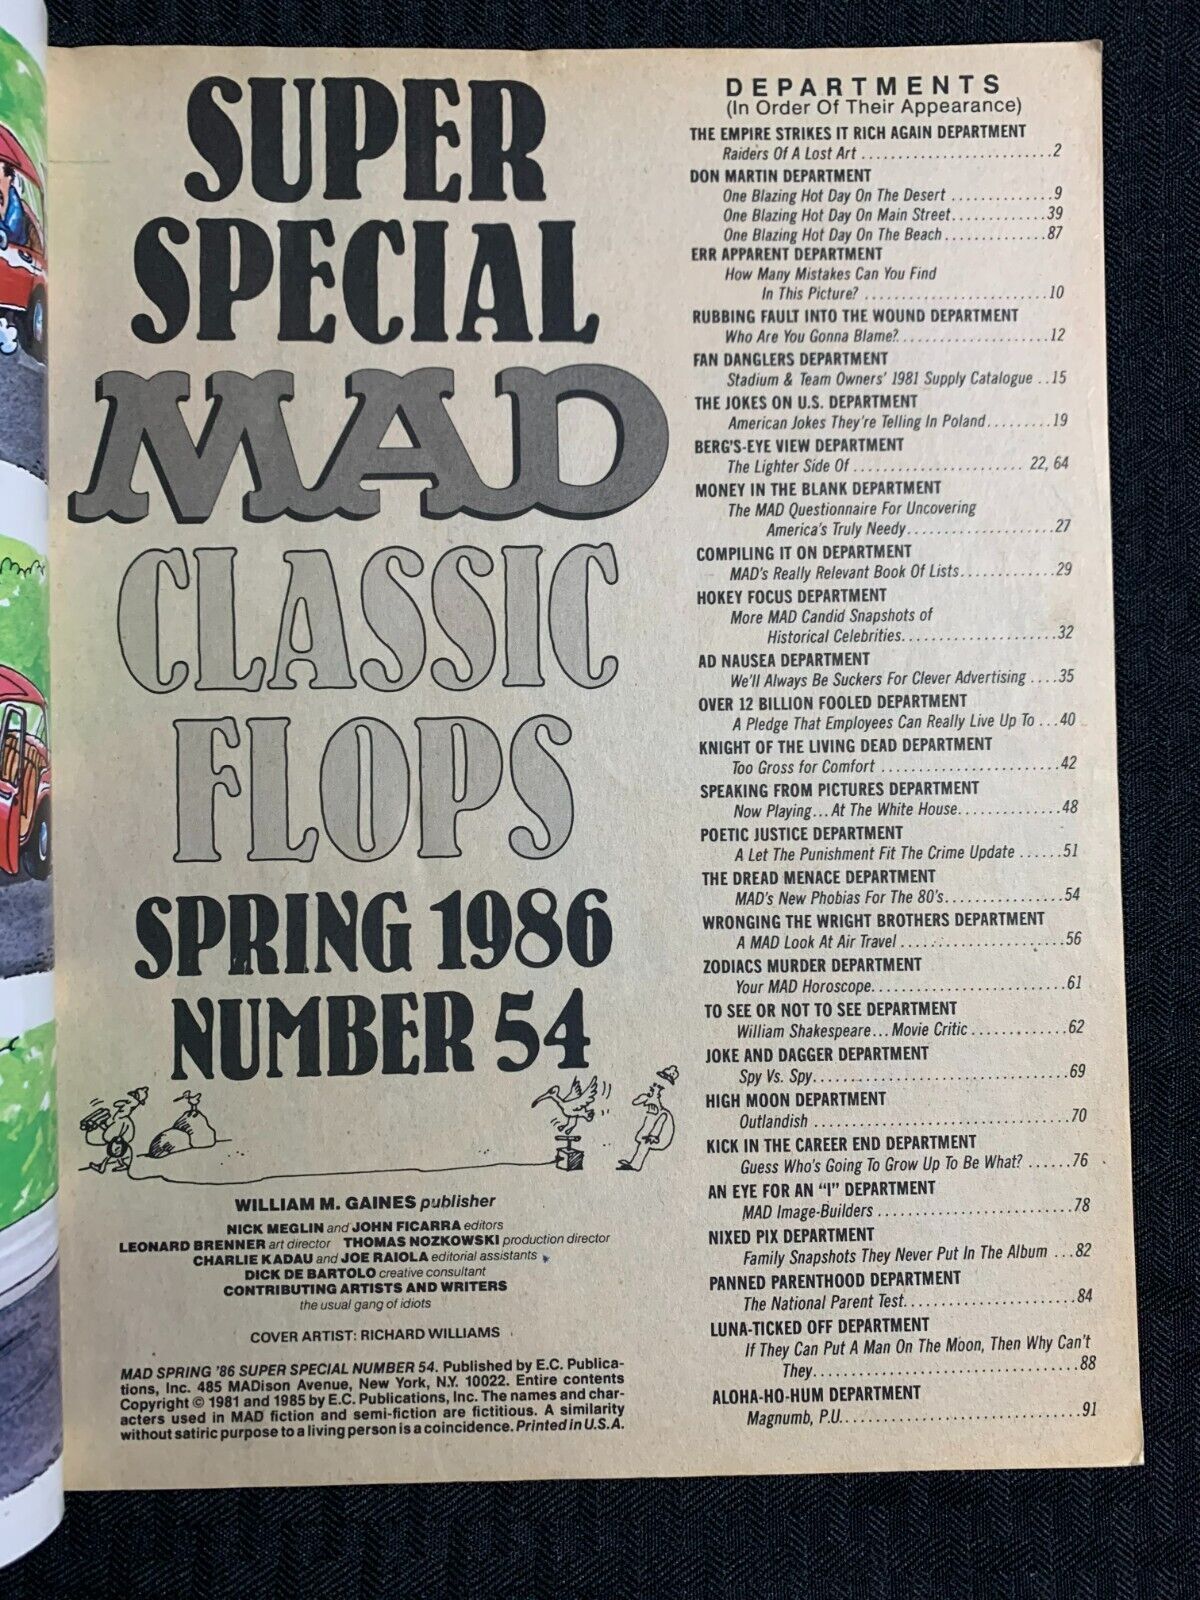 SUPER
SPECIAL
MAD
CLASSIC
FLOPS
SPRING 1986
NUMBER 54
WILLIAM M. GAINES publisher
NICK MEGLIN and JOHN FICARRA editors
LEONARD BRENNER art director THOMAS NOZKOWSKI production director
CHARLIE KADAU and JOE RAIOLA editorial assistants
DICK DE BARTOLO creative consultant
CONTRIBUTING ARTISTS AND WRITERS
the usual gang of idiots
COVER ARTIST: RICHARD WILLIAMS
MAD SPRING '86 SUPER SPECIAL NUMBER 54. Published by E.C. Publica-
tions, Inc. 485 MADison Avenue, New York, N.Y. 10022. Entire contents
Copyright © 1981 and 1985 by E.C. Publications, Inc. The names and char-
acters used in MAD fiction and semi-fiction are fictitious. A similarity
without satiric purpose to a living person is a coincidence. Printed in U.S.A.
DEPARTMENTS
(In Order Of Their Appearance)
THE EMPIRE STRIKES IT RICH AGAIN DEPARTMENT
Raiders Of A Lost Art ..........................2
DON MARTIN DEPARTMENT
One Blazing Hot Day On The Desert ..............9
One Blazing Hot Day On Main Street.............39
One Blazing Hot Day On The Beach..............87
ERR APPARENT DEPARTMENT
How Many Mistakes Can You Find
In This Picture? .........................10
RUBBING FAULT INTO THE WOUND DEPARTMENT
Who Are You Gonna Blame?.....................12
FAN DANGLERS DEPARTMENT
Stadium & Team Owners' 1981 Supply Catalogue ..15
THE JOKES ON U.S. DEPARTMENT
American Jokes They're Telling In Poland.........19
BERG'S-EYE VIEW DEPARTMENT
The Lighter Side Of ....................... 22, 64
MONEY IN THE BLANK DEPARTMENT
The MAD Questionnaire For Uncovering
America's Truly Needy....................27
COMPILING IT ON DEPARTMENT
MAD's Really Relevant Book Of Lists.............29
HOKEY FOCUS DEPARTMENT
More MAD Candid Snapshots of
Historical Celebrities.....................32
AD NAUSEA DEPARTMENT
We'll Always Be Suckers For Clever Advertising ....35
OVER 12 BILLION FOOLED DEPARTMENT
A Pledge That Employees Can Really Live Up To ...40
KNIGHT OF THE LIVING DEAD DEPARTMENT
Too Gross for Comfort ........................42
SPEAKING FROM PICTURES DEPARTMENT
Now Playing...At The White House..............48
POETIC JUSTICE DEPARTMENT
A Let The Punishment Fit The Crime Update ......51
THE DREAD MENACE DEPARTMENT
MAD's New Phobias For The 80's................54
WRONGING THE WRIGHT BROTHERS DEPARTMENT
A MAD Look At Air Travel ......................56
ZODIACS MURDER DEPARTMENT
Your MAD Horoscope..........................61
TO SEE OR NOT TO SEE DEPARTMENT
William Shakespeare...Movie Critic .............62
JOKE AND DAGGER DEPARTMENT
Spy Vs. Spy..................................69
HIGH MOON DEPARTMENT
Outlandish ..................................70
KICK IN THE CAREER END DEPARTMENT
Guess Who's Going To Grow Up To Be What? ......76
AN EYE FOR AN “I” DEPARTMENT
MAD Image-Builders .........................78
NIXED PIX DEPARTMENT
Family Snapshots They Never Put In The Album ...82
PANNED PARENTHOOD DEPARTMENT
The National Parent Test.......................84
LUNA-TICKED OFF DEPARTMENT
If They Can Put A Man On The Moon, Then Why Can't
They....................................88
ALOHA-HO-HUM DEPARTMENT
Magnumb, P.U................................91